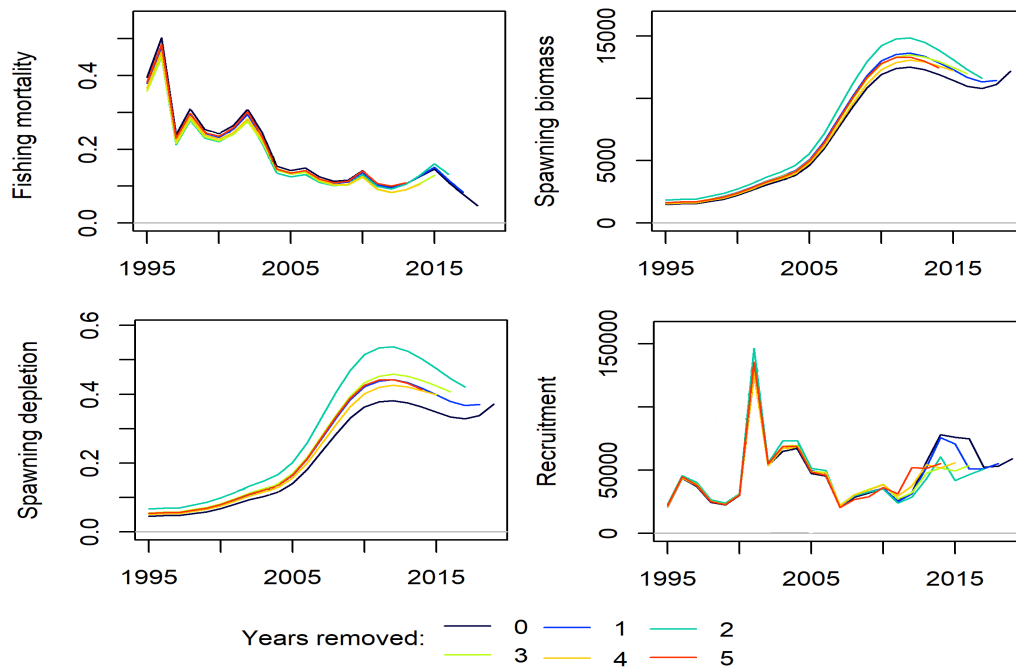 Fishing mortality
0.4
0.2
0.0
1995 2005 2015
Spawning biomass
15000
5000
0
1995 2005 2015
Spawning depletion
0.6
0.4
0.2
0.0
1995 2005 2015
Recruitment
150000
50000
0
1995 2005 2015
Years removed: 0 1 2
3 4 5